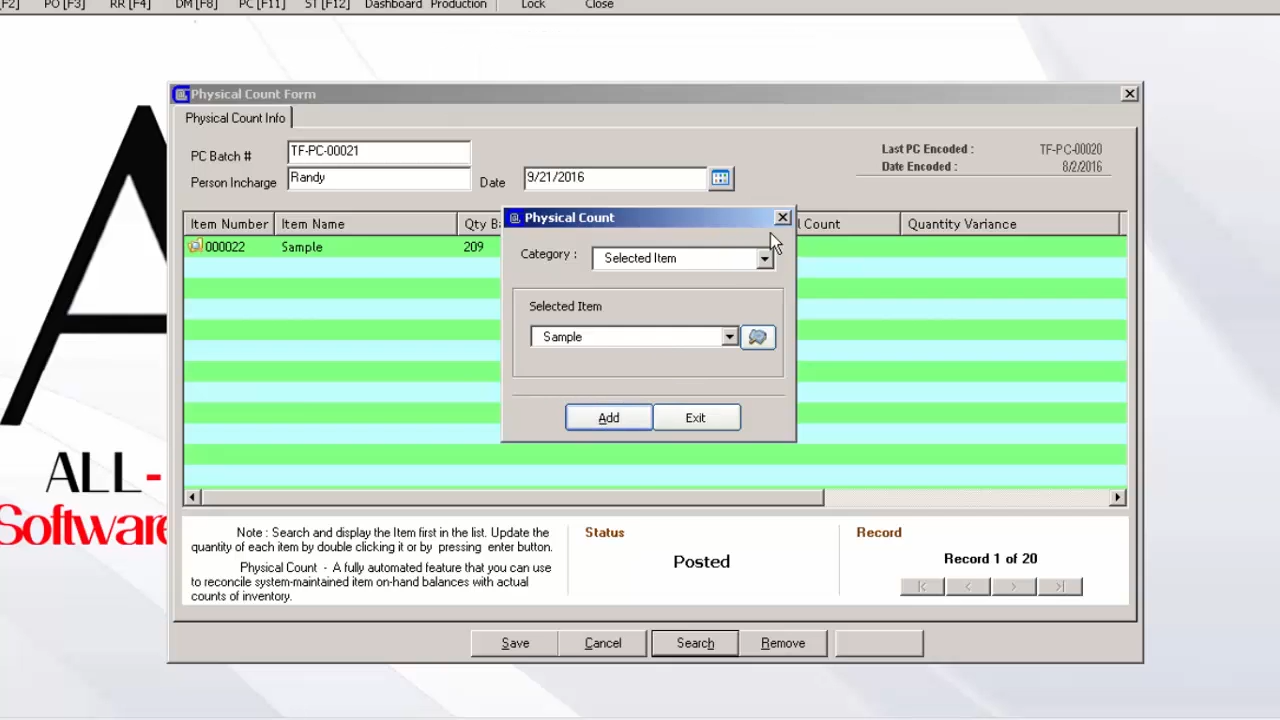 [F2] PO [F3] RR [F4] DM [F8] PC [F11] ST [F12] Dashboard Production Lock Close
Physical Count Form
Physical Count Info
PC Batch # TF-PC-00021
Last PC Encoded : TF-PC-00020
Date Encoded : 8/2/2016
Person Incharge Randy Date 9/21/2016
Item Number Item Name Qty Count Quantity Variance
000022 Sample 209
Physical Count
Category : Selected Item
Selected Item
Sample
Add Exit
A
ALL-
Software
Note : Search and display the Item first in the list. Update the
quantity of each item by double clicking it or by pressing enter button.
Physical Count - A fully automated feature that you can use
to reconcile system-maintained item on-hand balances with actual
counts of inventory.
Status
Posted
Record
Record 1 of 20
|< < > >|
Save Cancel Search Remove